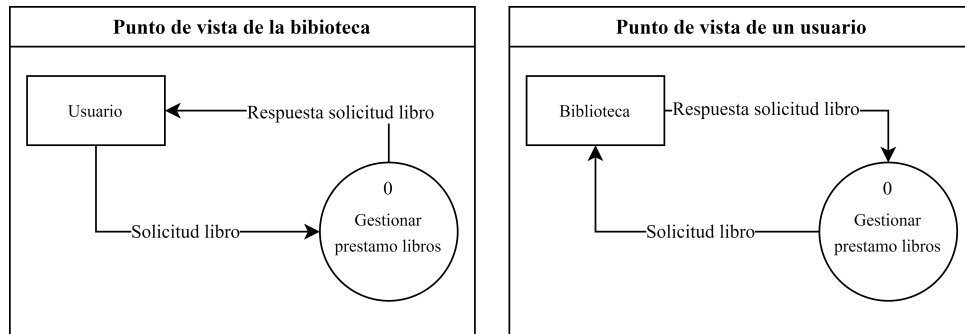 Punto de vista de la bibioteca
Usuario
Respuesta solicitud libro
0
Gestionar
prestamo libros
Solicitud libro
Punto de vista de un usuario
Biblioteca
Respuesta solicitud libro
0
Gestionar
prestamo libros
Solicitud libro